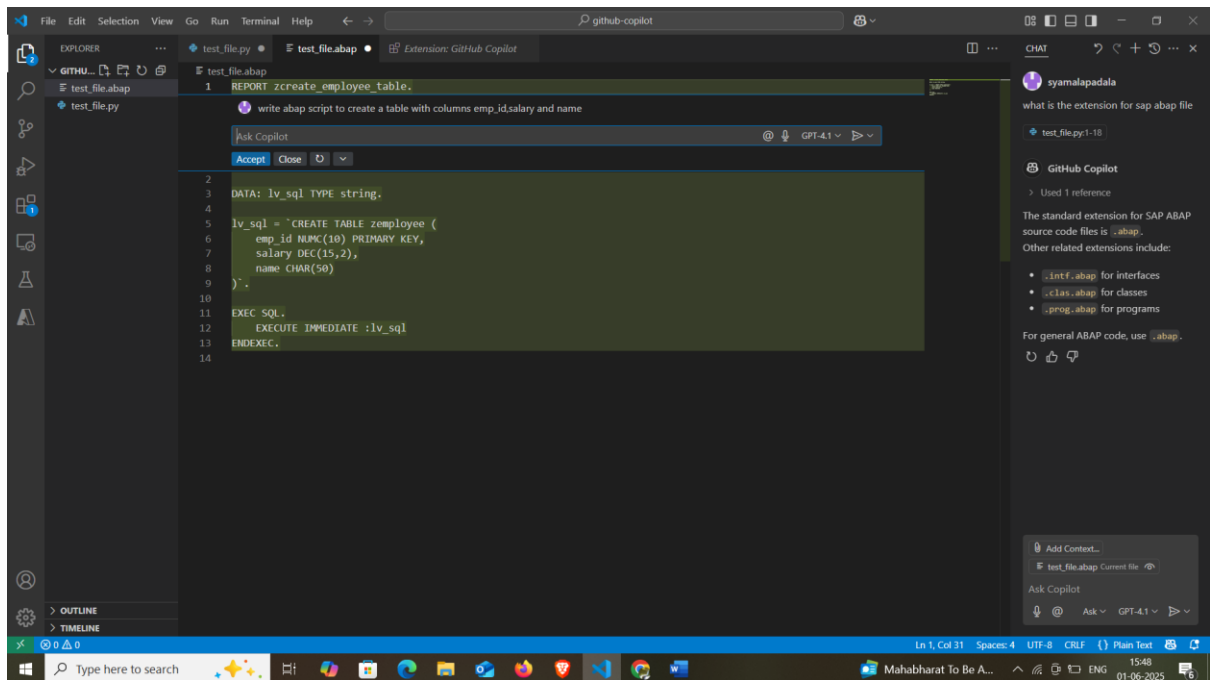 File Edit Selection View Go Run Terminal Help
github-copilot
EXPLORER
GITHU...
test_file.abap
test_file.py
2
1
OUTLINE
TIMELINE
test_file.py
test_file.abap
Extension: GitHub Copilot
test_file.abap
1 REPORT zcreate_employee_table.
write abap script to create a table with columns emp_id,salary and name
Ask Copilot
GPT-4.1
Accept Close
2
3 DATA: lv_sql TYPE string.
4
5 lv_sql = `CREATE TABLE zemployee (
6 emp_id NUMC(10) PRIMARY KEY,
7 salary DEC(15,2),
8 name CHAR(50)
9 )`.
10
11 EXEC SQL.
12 EXECUTE IMMEDIATE :lv_sql
13 ENDEXEC.
14
CHAT
syamalapadala
what is the extension for sap abap file
test_file.py:1-18
GitHub Copilot
Used 1 reference
The standard extension for SAP ABAP
source code files is .abap.
Other related extensions include:
• .intf.abap for interfaces
• .clas.abap for classes
• .prog.abap for programs
For general ABAP code, use .abap.
Add Context...
test_file.abap Current file
Ask Copilot
@ Ask GPT-4.1
0 0 Ln 1, Col 31 Spaces: 4 UTF-8 CRLF {} Plain Text
Type here to search
Mahabharat To Be A...
ENG
15:48
01-06-2025
6